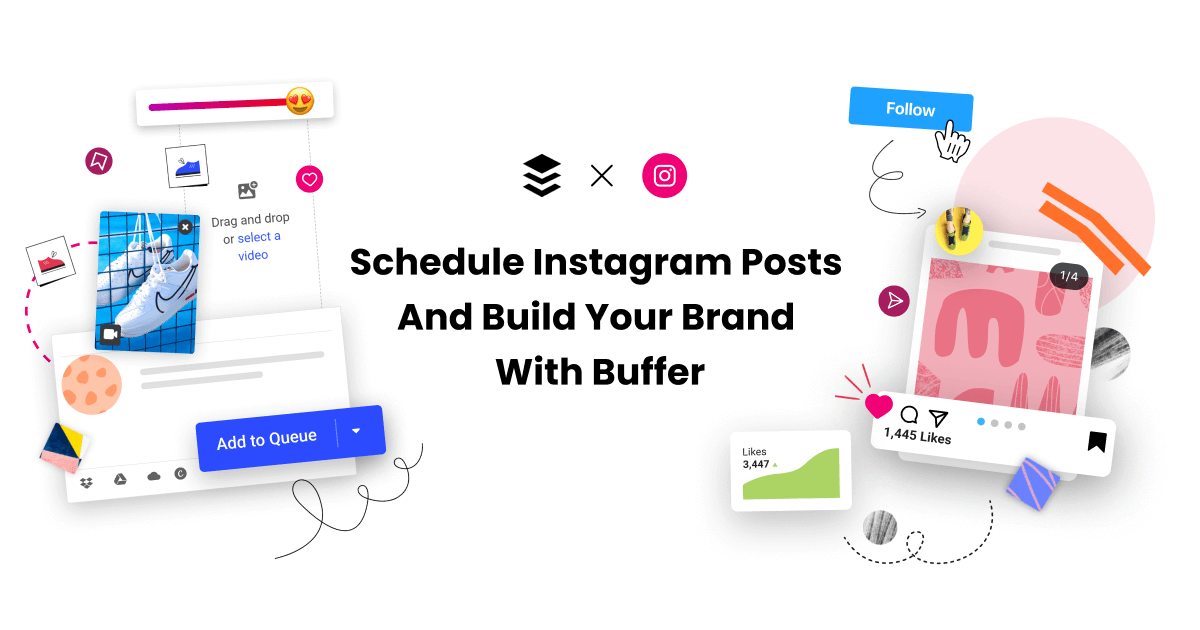 Drag and drop
or select a
video
Add to Queue
Schedule Instagram Posts
And Build Your Brand
With Buffer
Follow
1/4
1,445 Likes
Likes
3,447